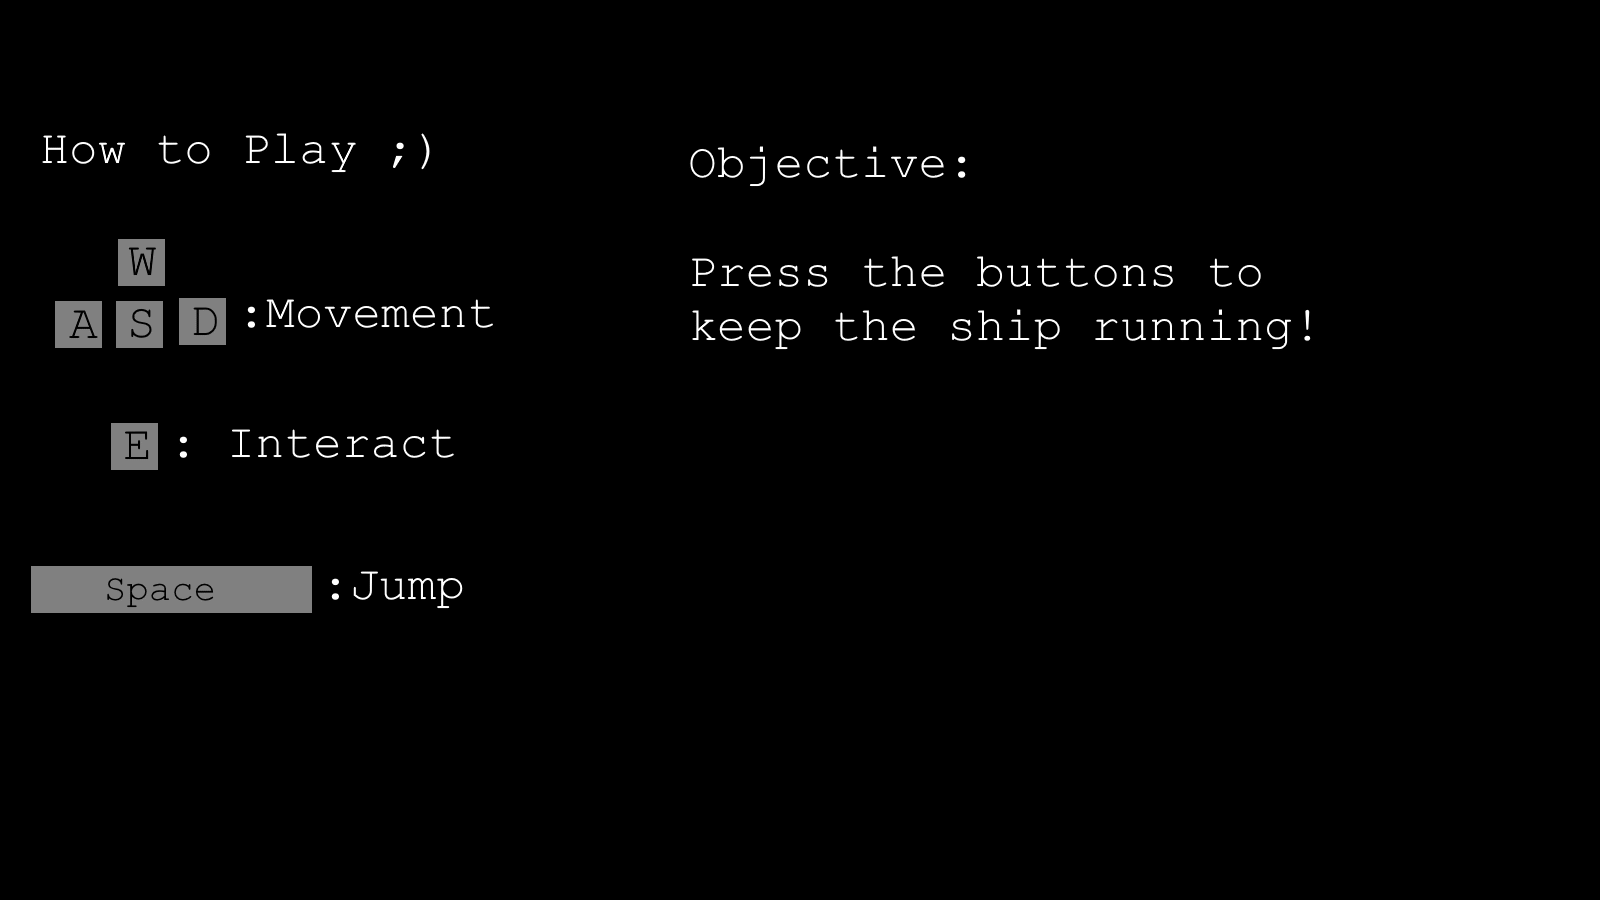 How to Play ;)
W
A S D :Movement
E : Interact
Space :Jump
Objective:
Press the buttons to
keep the ship running!